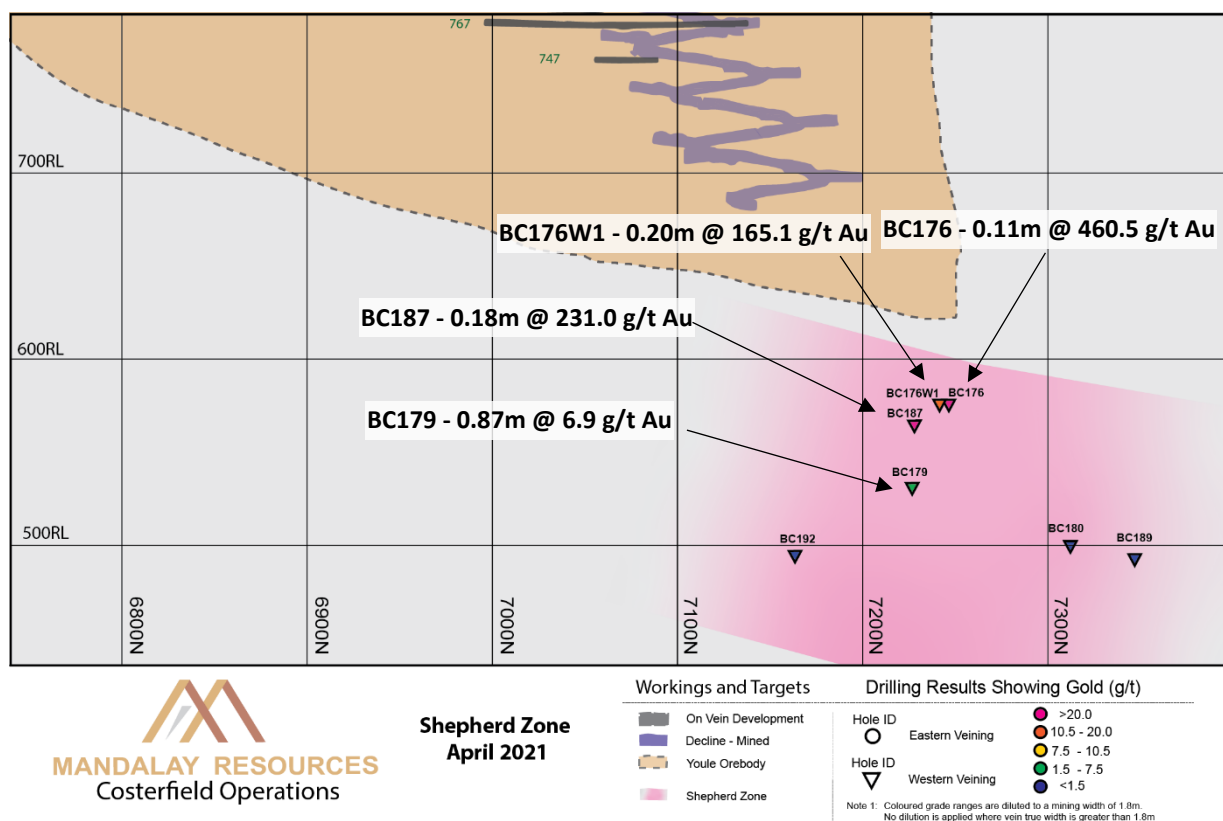 767
747
700RL
BC176W1 - 0.20m @ 165.1 g/t Au
BC176 - 0.11m @ 460.5 g/t Au
BC187 - 0.18m @ 231.0 g/t Au
600RL
BC176W1
BC176
BC187
BC179 - 0.87m @ 6.9 g/t Au
BC179
500RL
BC192
BC180
BC189
6800N
6900N
7000N
7100N
7200N
7300N
MANDALAY RESOURCES
Costerfield Operations
Shepherd Zone
April 2021
Workings and Targets
On Vein Development
Decline - Mined
Youle Orebody
Shepherd Zone
Drilling Results Showing Gold (g/t)
Hole ID
Eastern Veining
Hole ID
Western Veining
>20.0
10.5 - 20.0
7.5 - 10.5
1.5 - 7.5
<1.5
Note 1: Coloured grade ranges are diluted to a mining width of 1.8m.
No dilution is applied where vein true width is greater than 1.8m